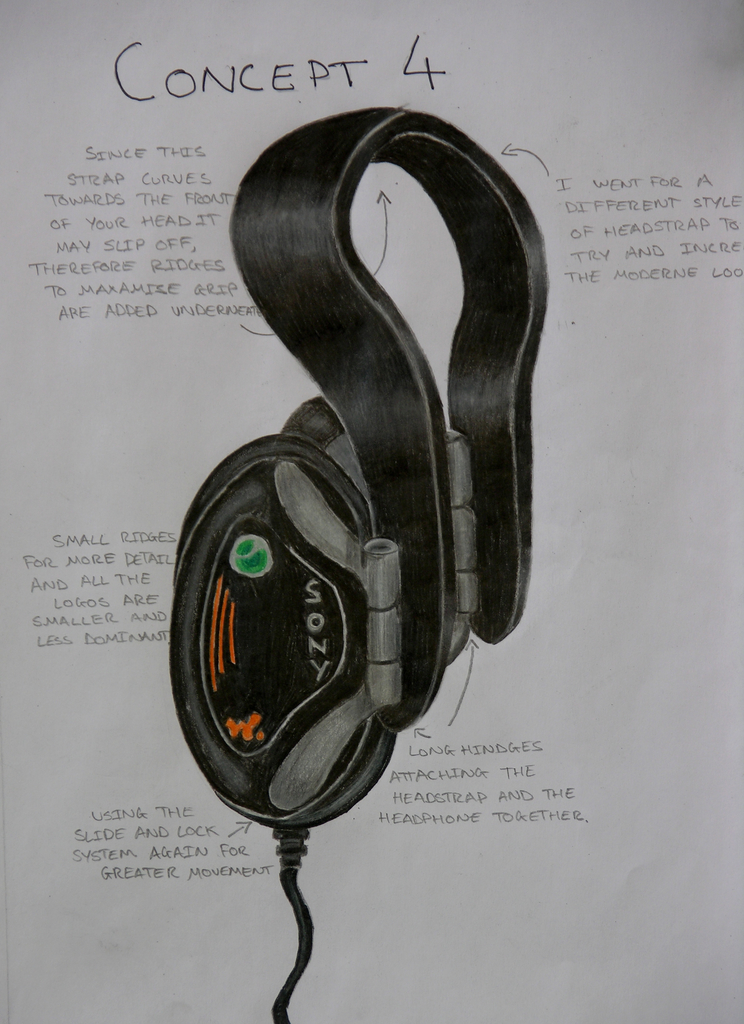 CONCEPT 4
SINCE THIS
STRAP CURVES
TOWARDS THE FRONT
OF YOUR HEAD IT
MAY SLIP OFF,
THEREFORE RIDGES
TO MAXAMISE GRIP
ARE ADDED UNDERNEATH
I WENT FOR A
DIFFERENT STYLE
OF HEADSTRAP TO
TRY AND INCRE
THE MODERNE LOO
SMALL RIDGES
FOR MORE DETAIL
AND ALL THE
LOGOS ARE
SMALLER AND
LESS DOMINANT
SONY
W.
LONG HINDGES
ATTACHING THE
HEADSTRAP AND THE
HEADPHONE TOGETHER.
USING THE
SLIDE AND LOCK
SYSTEM AGAIN FOR
GREATER MOVEMENT